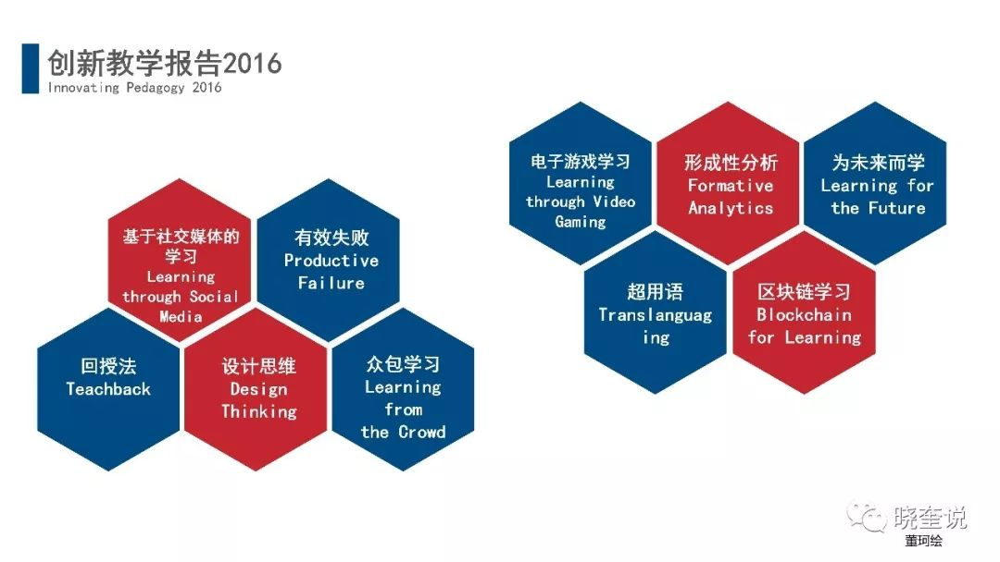 创新教学报告2016
Innovating Pedagogy 2016
基于社交媒体的
学习
Learning
through Social
Media
有效失败
Productive
Failure
回授法
Teachback
设计思维
Design
Thinking
众包学习
Learning
from
the Crowd
电子游戏学习
Learning
through Video
Gaming
形成性分析
Formative
Analytics
为未来而学
Learning for
the Future
超用语
Translanguag
ing
区块链学习
Blockchain
for Learning
晓奎说
董珂绘